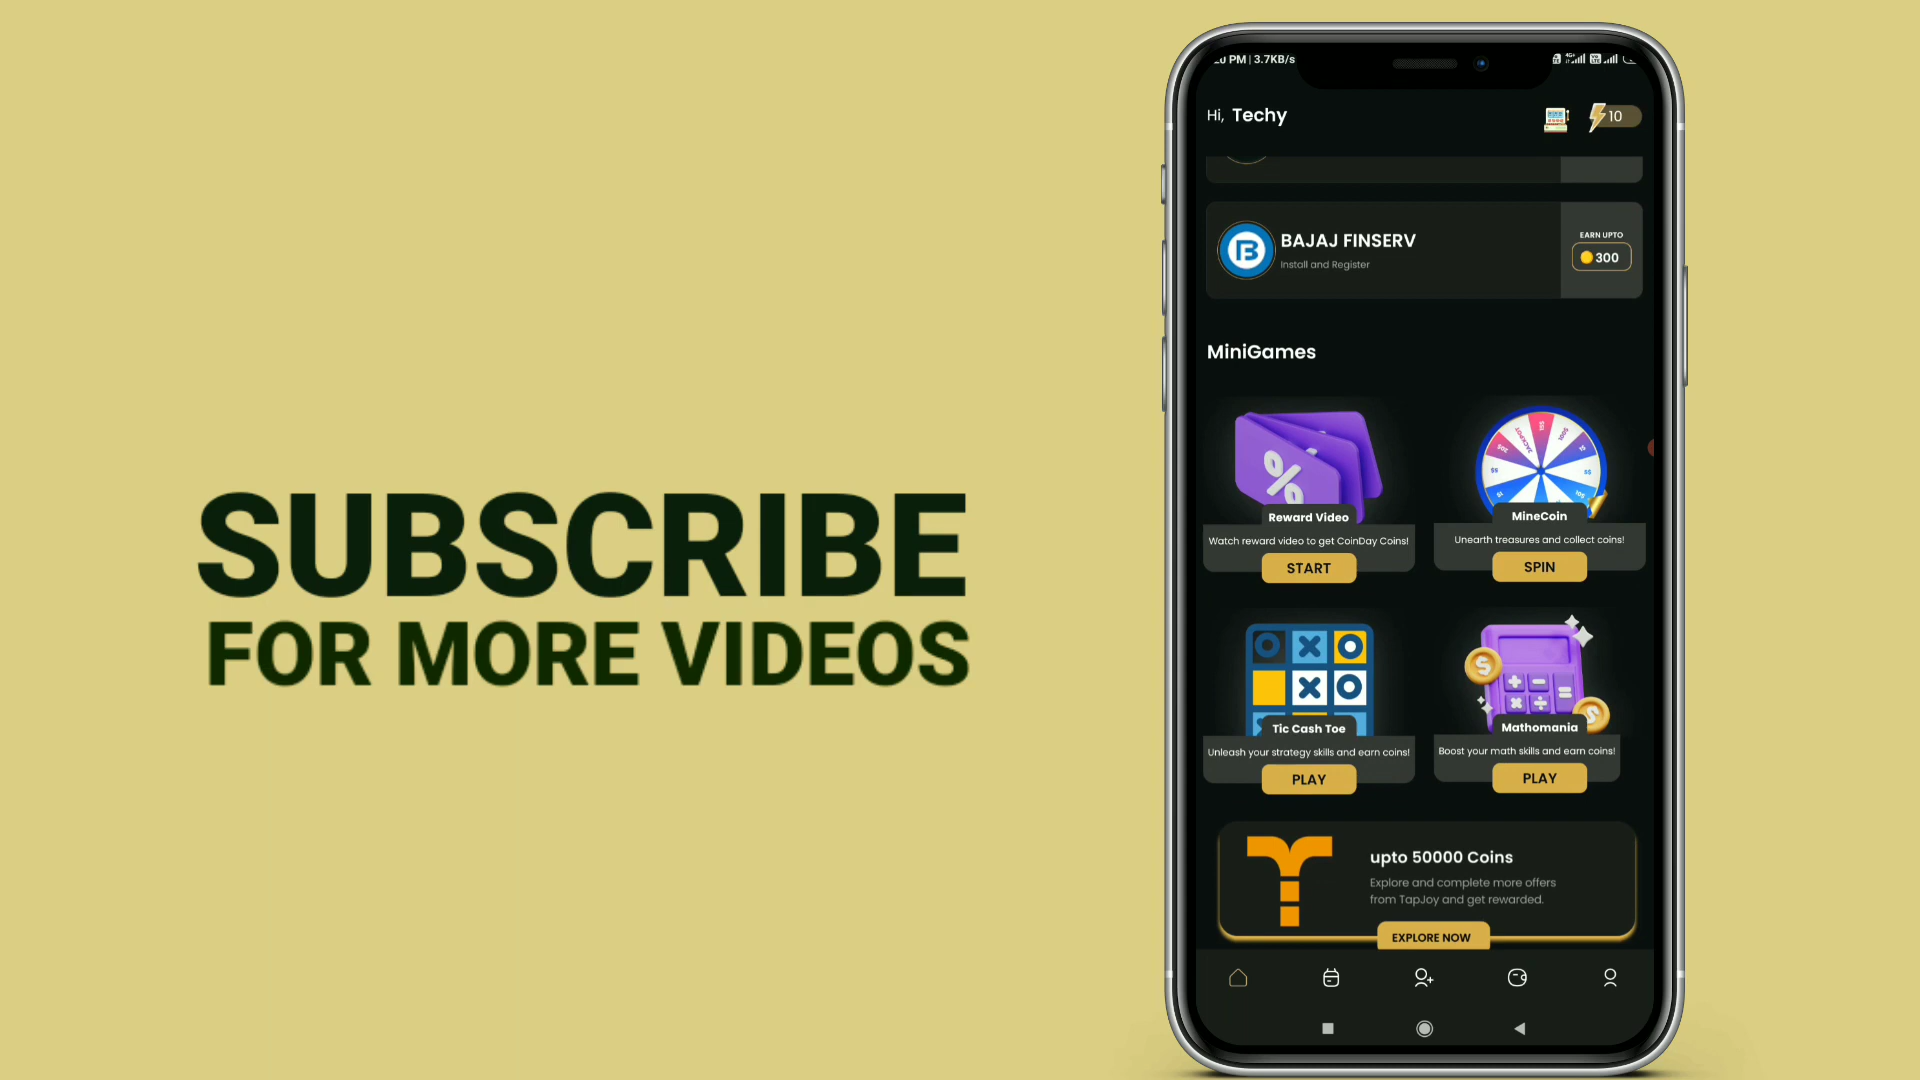 SUBSCRIBE
FOR MORE VIDEOS
PM | 3.7KB/s
Hi, Techy
10
BAJAJ FINSERV
Install and Register
EARN UPTO
300
MiniGames
JACKPOT
Reward Video
Watch reward video to get CoinDay Coins!
START
MineCoin
Unearth treasures and collect coins!
SPIN
Tic Cash Toe
Unleash your strategy skills and earn coins!
PLAY
Mathomania
Boost your math skills and earn coins!
PLAY
upto 50000 Coins
Explore and complete more offers
from TapJoy and get rewarded.
EXPLORE NOW